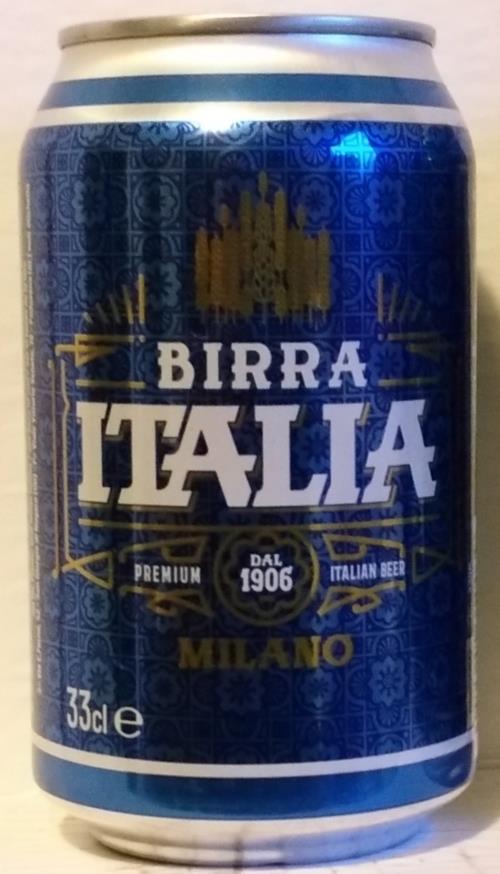 BIRRA
ITALIA
PREMIUM DAL 1906 ITALIAN BEER
MILANO
33cl e